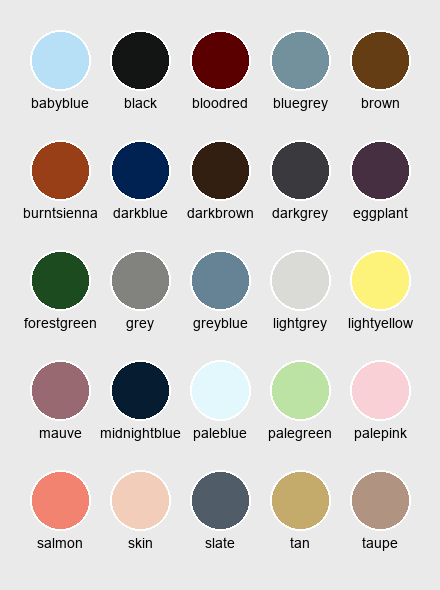 babyblue black bloodred bluegrey brown
burntsienna darkblue darkbrown darkgrey eggplant
forestgreen grey greyblue lightgrey lightyellow
mauve midnightblue paleblue palegreen palepink
salmon skin slate tan taupe